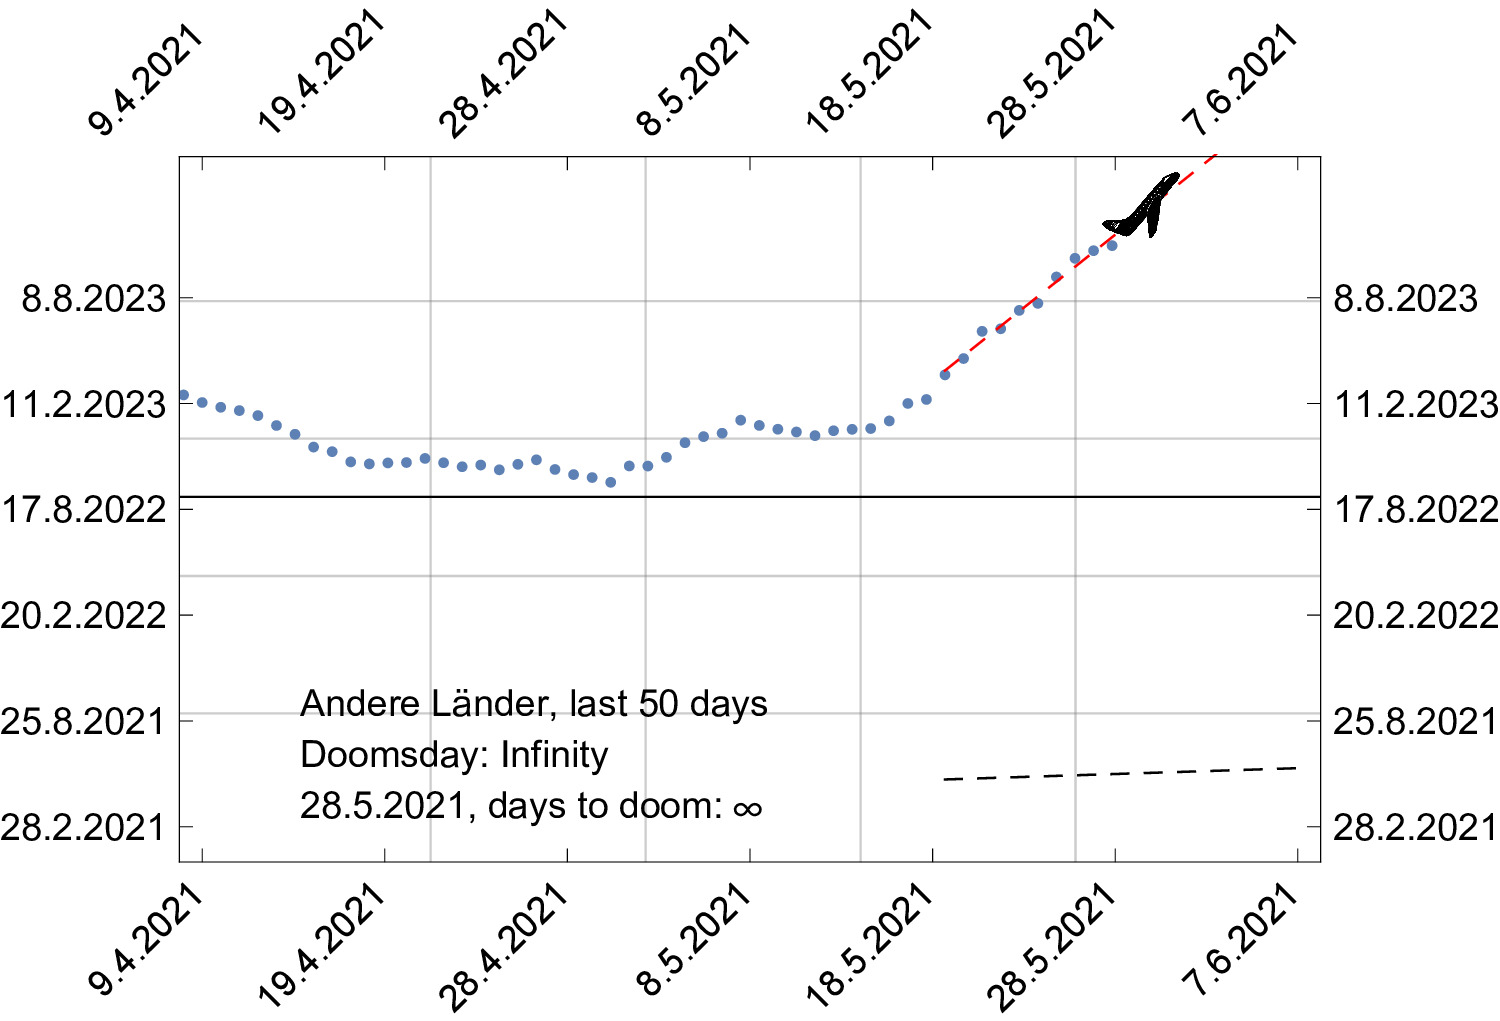 9.4.2021 19.4.2021 28.4.2021 8.5.2021 18.5.2021 28.5.2021 7.6.2021
8.8.2023 8.8.2023
11.2.2023 11.2.2023
17.8.2022 17.8.2022
20.2.2022 20.2.2022
Andere Länder, last 50 days
25.8.2021 25.8.2021
Doomsday: Infinity
28.5.2021, days to doom: ∞
28.2.2021 28.2.2021
9.4.2021 19.4.2021 28.4.2021 8.5.2021 18.5.2021 28.5.2021 7.6.2021